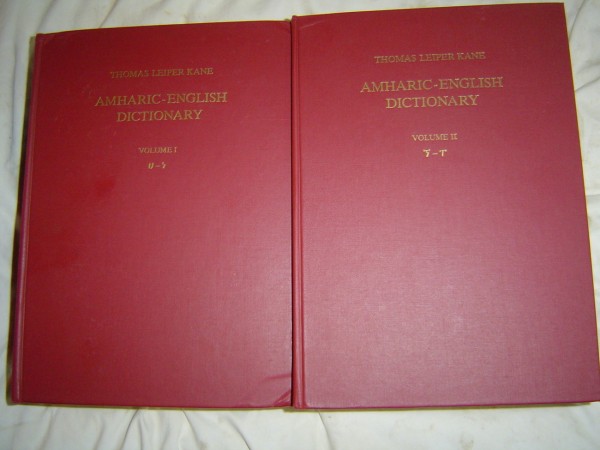 THOMAS LEIPER KANE
AMHARIC-ENGLISH
DICTIONARY
VOLUME I
ሀ – ነ
THOMAS LEIPER KANE
AMHARIC-ENGLISH
DICTIONARY
VOLUME II